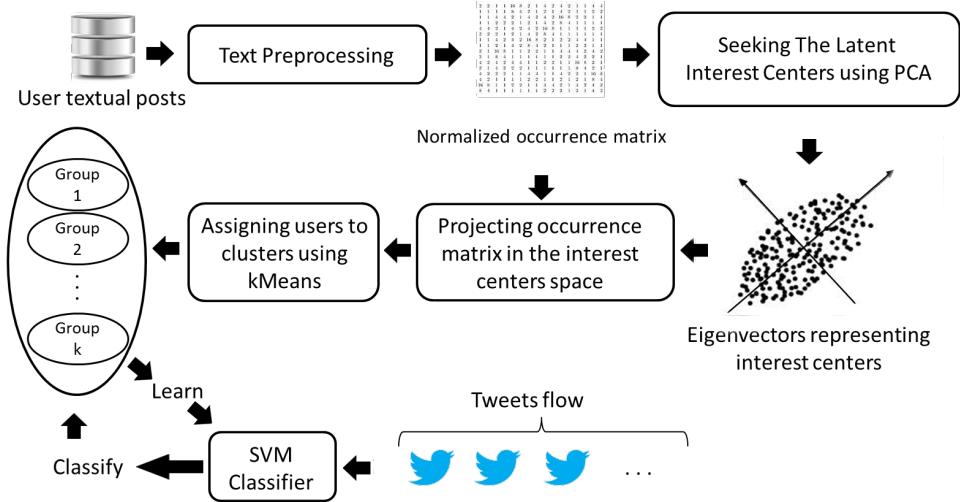 User textual posts
Text Preprocessing
Normalized occurrence matrix
Seeking The Latent
Interest Centers using PCA
Eigenvectors representing
interest centers
Projecting occurrence
matrix in the interest
centers space
Assigning users to
clusters using
kMeans
Group
1
Group
2
. . .
Group
k
Learn
Tweets flow
. . .
SVM
Classifier
Classify